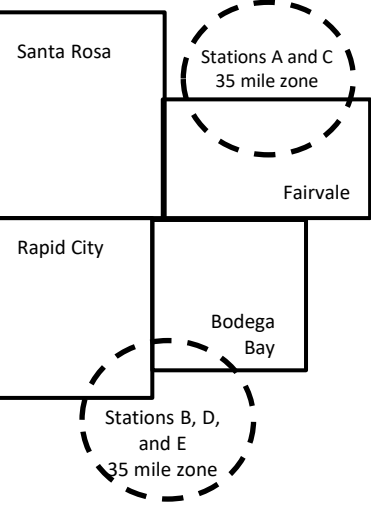 Santa Rosa
Stations A and C
35 mile zone
Fairvale
Rapid City
Bodega
Bay
Stations B, D,
and E
35 mile zone